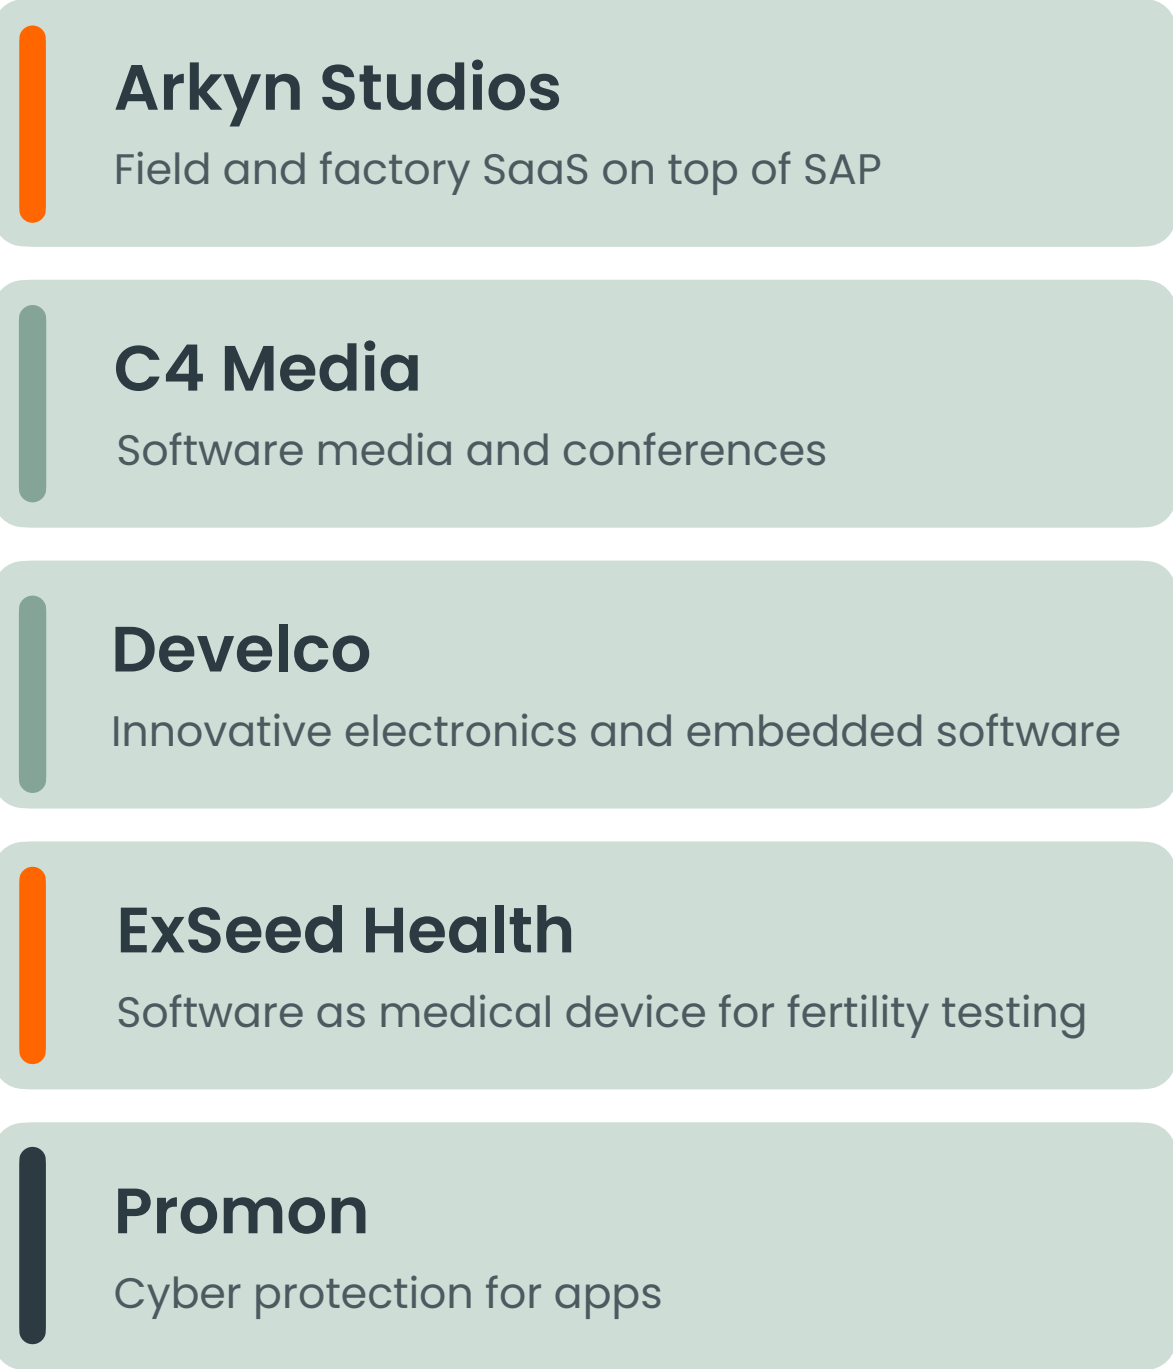 Arkyn Studios
Field and factory SaaS on top of SAP
C4 Media
Software media and conferences
Develco
Innovative electronics and embedded software
ExSeed Health
Software as medical device for fertility testing
Promon
Cyber protection for apps